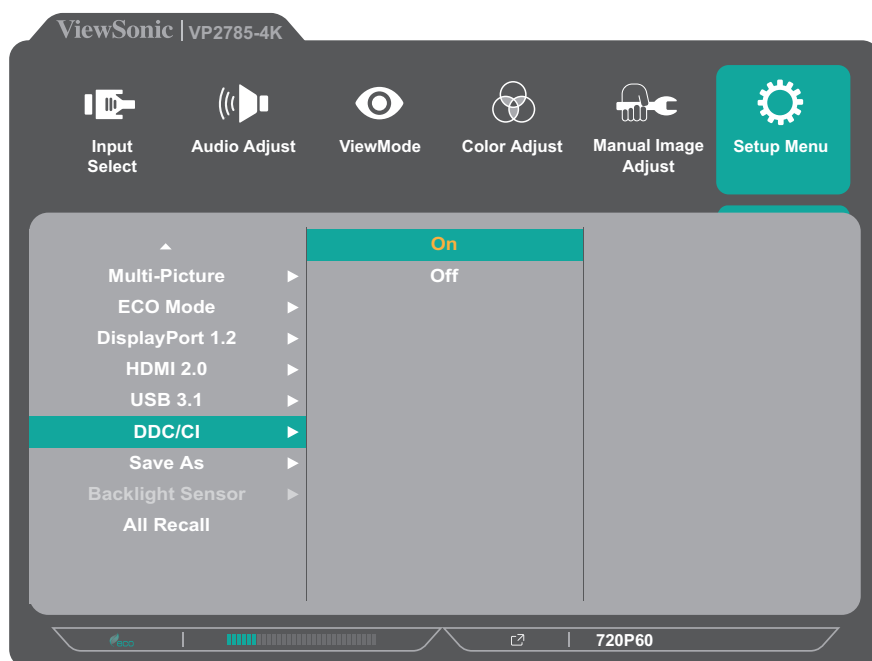 ViewSonic | VP2785-4K
Input Select
Audio Adjust
ViewMode
Color Adjust
Manual Image Adjust
Setup Menu
On
Multi-Picture
Off
ECO Mode
DisplayPort 1.2
HDMI 2.0
USB 3.1
DDC/CI
Save As
Backlight Sensor
All Recall
eco
720P60